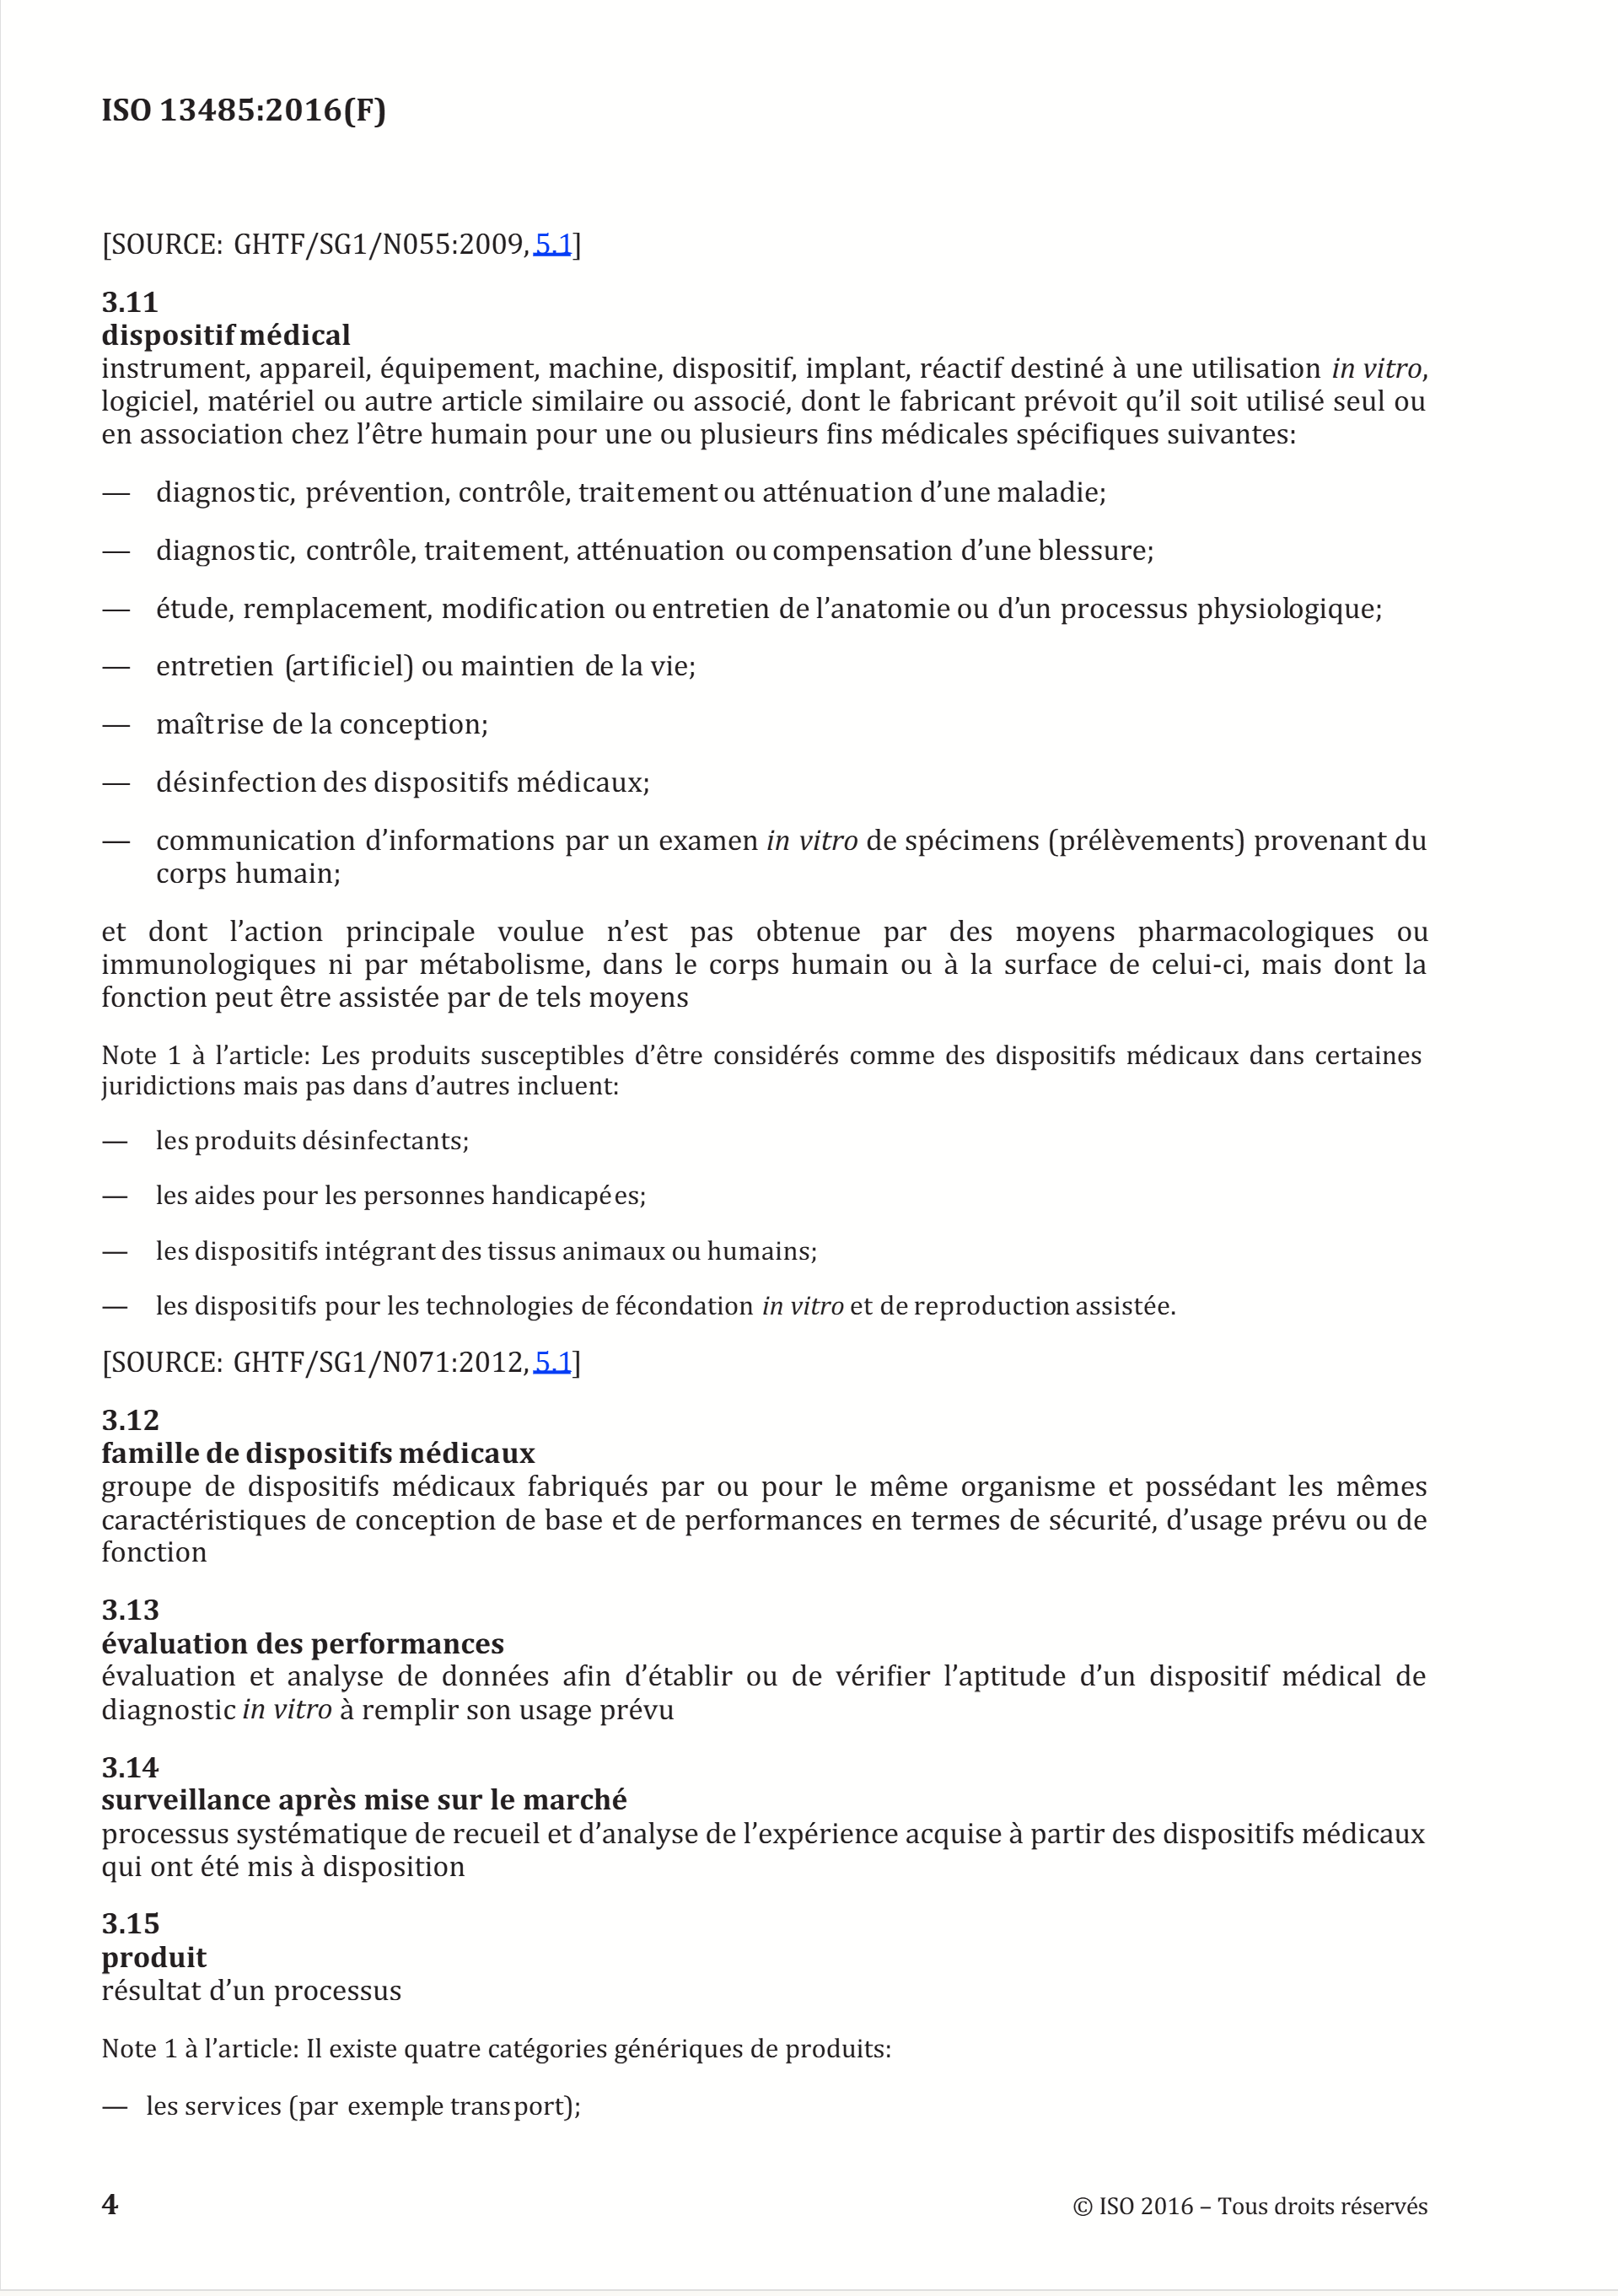 ISO 13485:2016(F)
[SOURCE: GHTF/SG1/N055:2009, 5.1]
3.11
dispositif médical
instrument, appareil, équipement, machine, dispositif, implant, réactif destiné à une utilisation in vitro,
logiciel, matériel ou autre article similaire ou associé, dont le fabricant prévoit qu’il soit utilisé seul ou
en association chez l’être humain pour une ou plusieurs fins médicales spécifiques suivantes:
— diagnostic, prévention, contrôle, traitement ou atténuation d’une maladie;
— diagnostic, contrôle, traitement, atténuation ou compensation d’une blessure;
— étude, remplacement, modification ou entretien de l’anatomie ou d’un processus physiologique;
— entretien (artificiel) ou maintien de la vie;
— maîtrise de la conception;
— désinfection des dispositifs médicaux;
— communication d’informations par un examen in vitro de spécimens (prélèvements) provenant du
corps humain;
et dont l’action principale voulue n’est pas obtenue par des moyens pharmacologiques ou
immunologiques ni par métabolisme, dans le corps humain ou à la surface de celui-ci, mais dont la
fonction peut être assistée par de tels moyens
Note 1 à l’article: Les produits susceptibles d’être considérés comme des dispositifs médicaux dans certaines
juridictions mais pas dans d’autres incluent:
— les produits désinfectants;
— les aides pour les personnes handicapées;
— les dispositifs intégrant des tissus animaux ou humains;
— les dispositifs pour les technologies de fécondation in vitro et de reproduction assistée.
[SOURCE: GHTF/SG1/N071:2012, 5.1]
3.12
famille de dispositifs médicaux
groupe de dispositifs médicaux fabriqués par ou pour le même organisme et possédant les mêmes
caractéristiques de conception de base et de performances en termes de sécurité, d’usage prévu ou de
fonction
3.13
évaluation des performances
évaluation et analyse de données afin d’établir ou de vérifier l’aptitude d’un dispositif médical de
diagnostic in vitro à remplir son usage prévu
3.14
surveillance après mise sur le marché
processus systématique de recueil et d’analyse de l’expérience acquise à partir des dispositifs médicaux
qui ont été mis à disposition
3.15
produit
résultat d’un processus
Note 1 à l’article: Il existe quatre catégories génériques de produits:
— les services (par exemple transport);
4
© ISO 2016 – Tous droits réservés